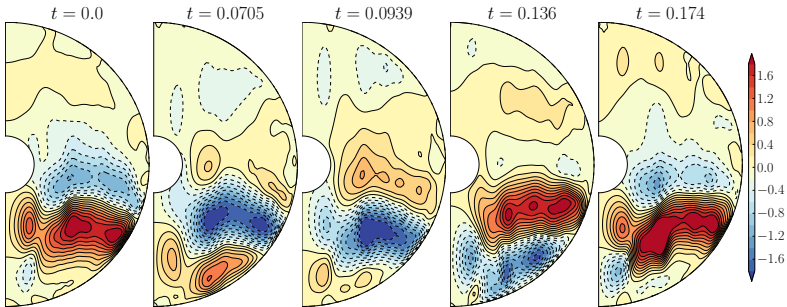 t = 0.0
t = 0.0705
t = 0.0939
t = 0.136
t = 0.174
1.6
1.2
0.8
0.4
0.0
−0.4
−0.8
−1.2
−1.6